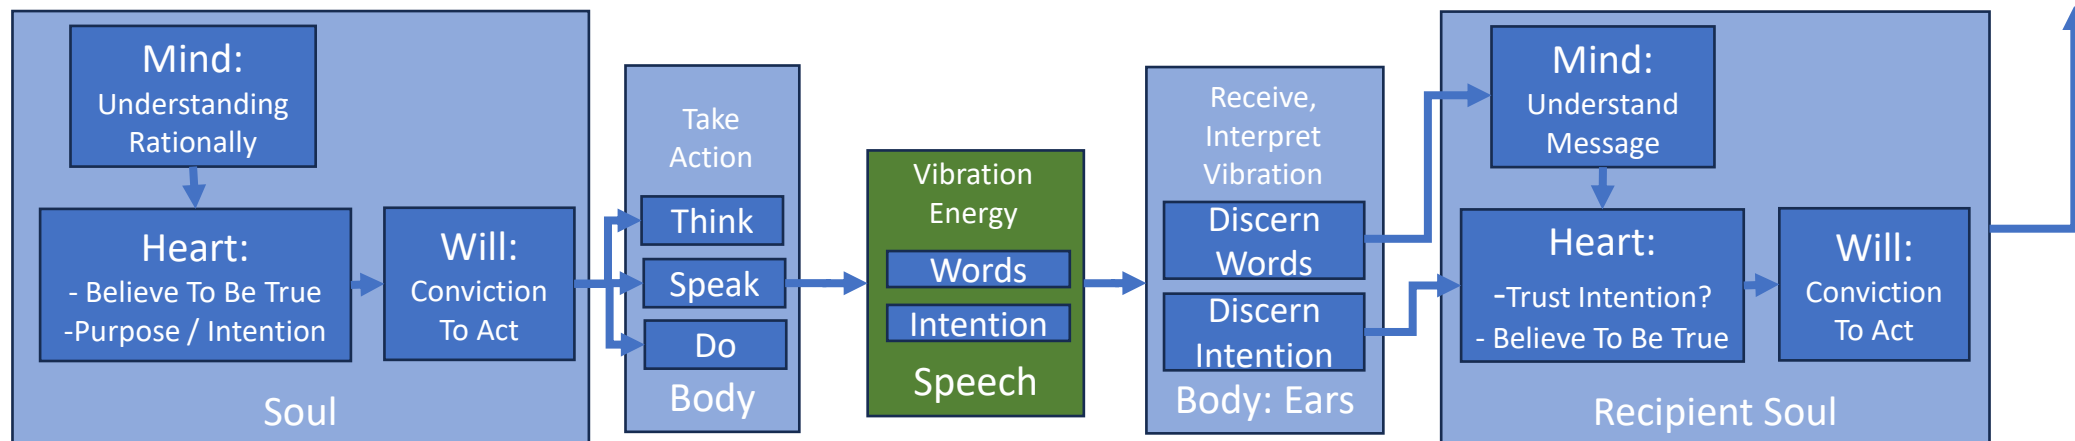 Mind:
Understanding
Rationally
Heart:
- Believe To Be True
-Purpose / Intention
Will:
Conviction
To Act
Soul
Take
Action
Think
Speak
Do
Body
Vibration
Energy
Words
Intention
Speech
Receive,
Interpret
Vibration
Discern
Words
Discern
Intention
Body: Ears
Mind:
Understand
Message
Heart:
-Trust Intention?
- Believe To Be True
Will:
Conviction
To Act
Recipient Soul